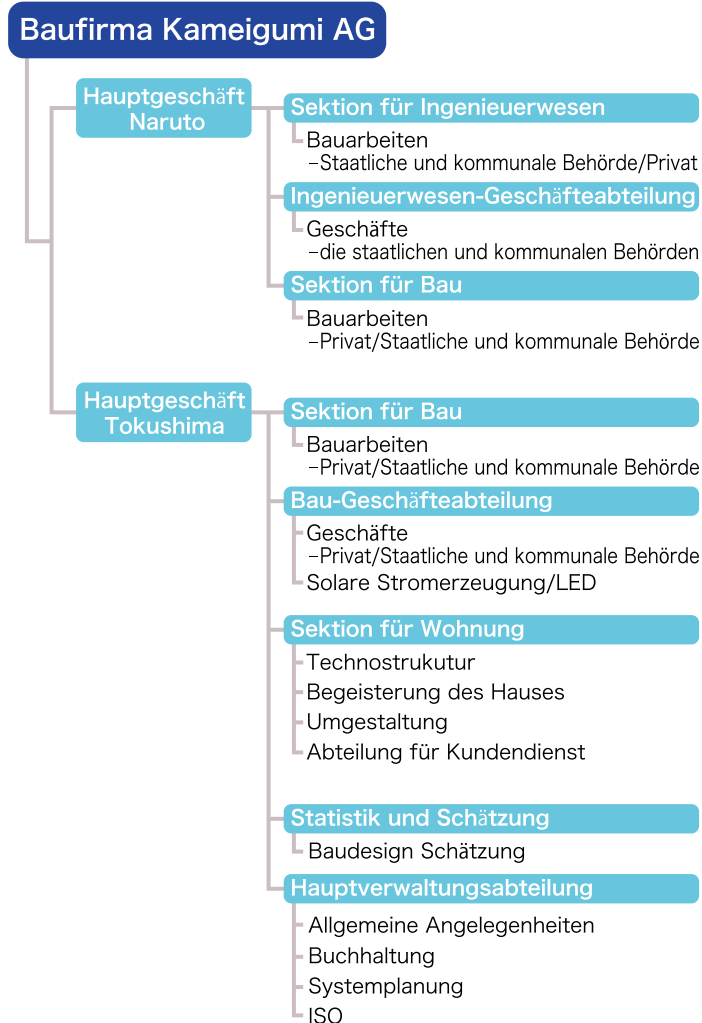 Baufirma Kameigumi AG
Hauptgeschäft
Naruto
Sektion für Ingenieuerwesen
Bauarbeiten
−Staatliche und kommunale Behörde/Privat
Ingenieuerwesen-Geschäfteabteilung
Geschäfte
−die staatlichen und kommunalen Behörden
Sektion für Bau
Bauarbeiten
−Privat/Staatliche und kommunale Behörde
Hauptgeschäft
Tokushima
Sektion für Bau
Bauarbeiten
−Privat/Staatliche und kommunale Behörde
Bau-Geschäfteabteilung
Geschäfte
−Privat/Staatliche und kommunale Behörde
Solare Stromerzeugung/LED
Sektion für Wohnung
Technostrukutur
Begeisterung des Hauses
Umgestaltung
Abteilung für Kundendienst
Statistik und Schätzung
Baudesign Schätzung
Hauptverwaltungsabteilung
Allgemeine Angelegenheiten
Buchhaltung
Systemplanung
ISO